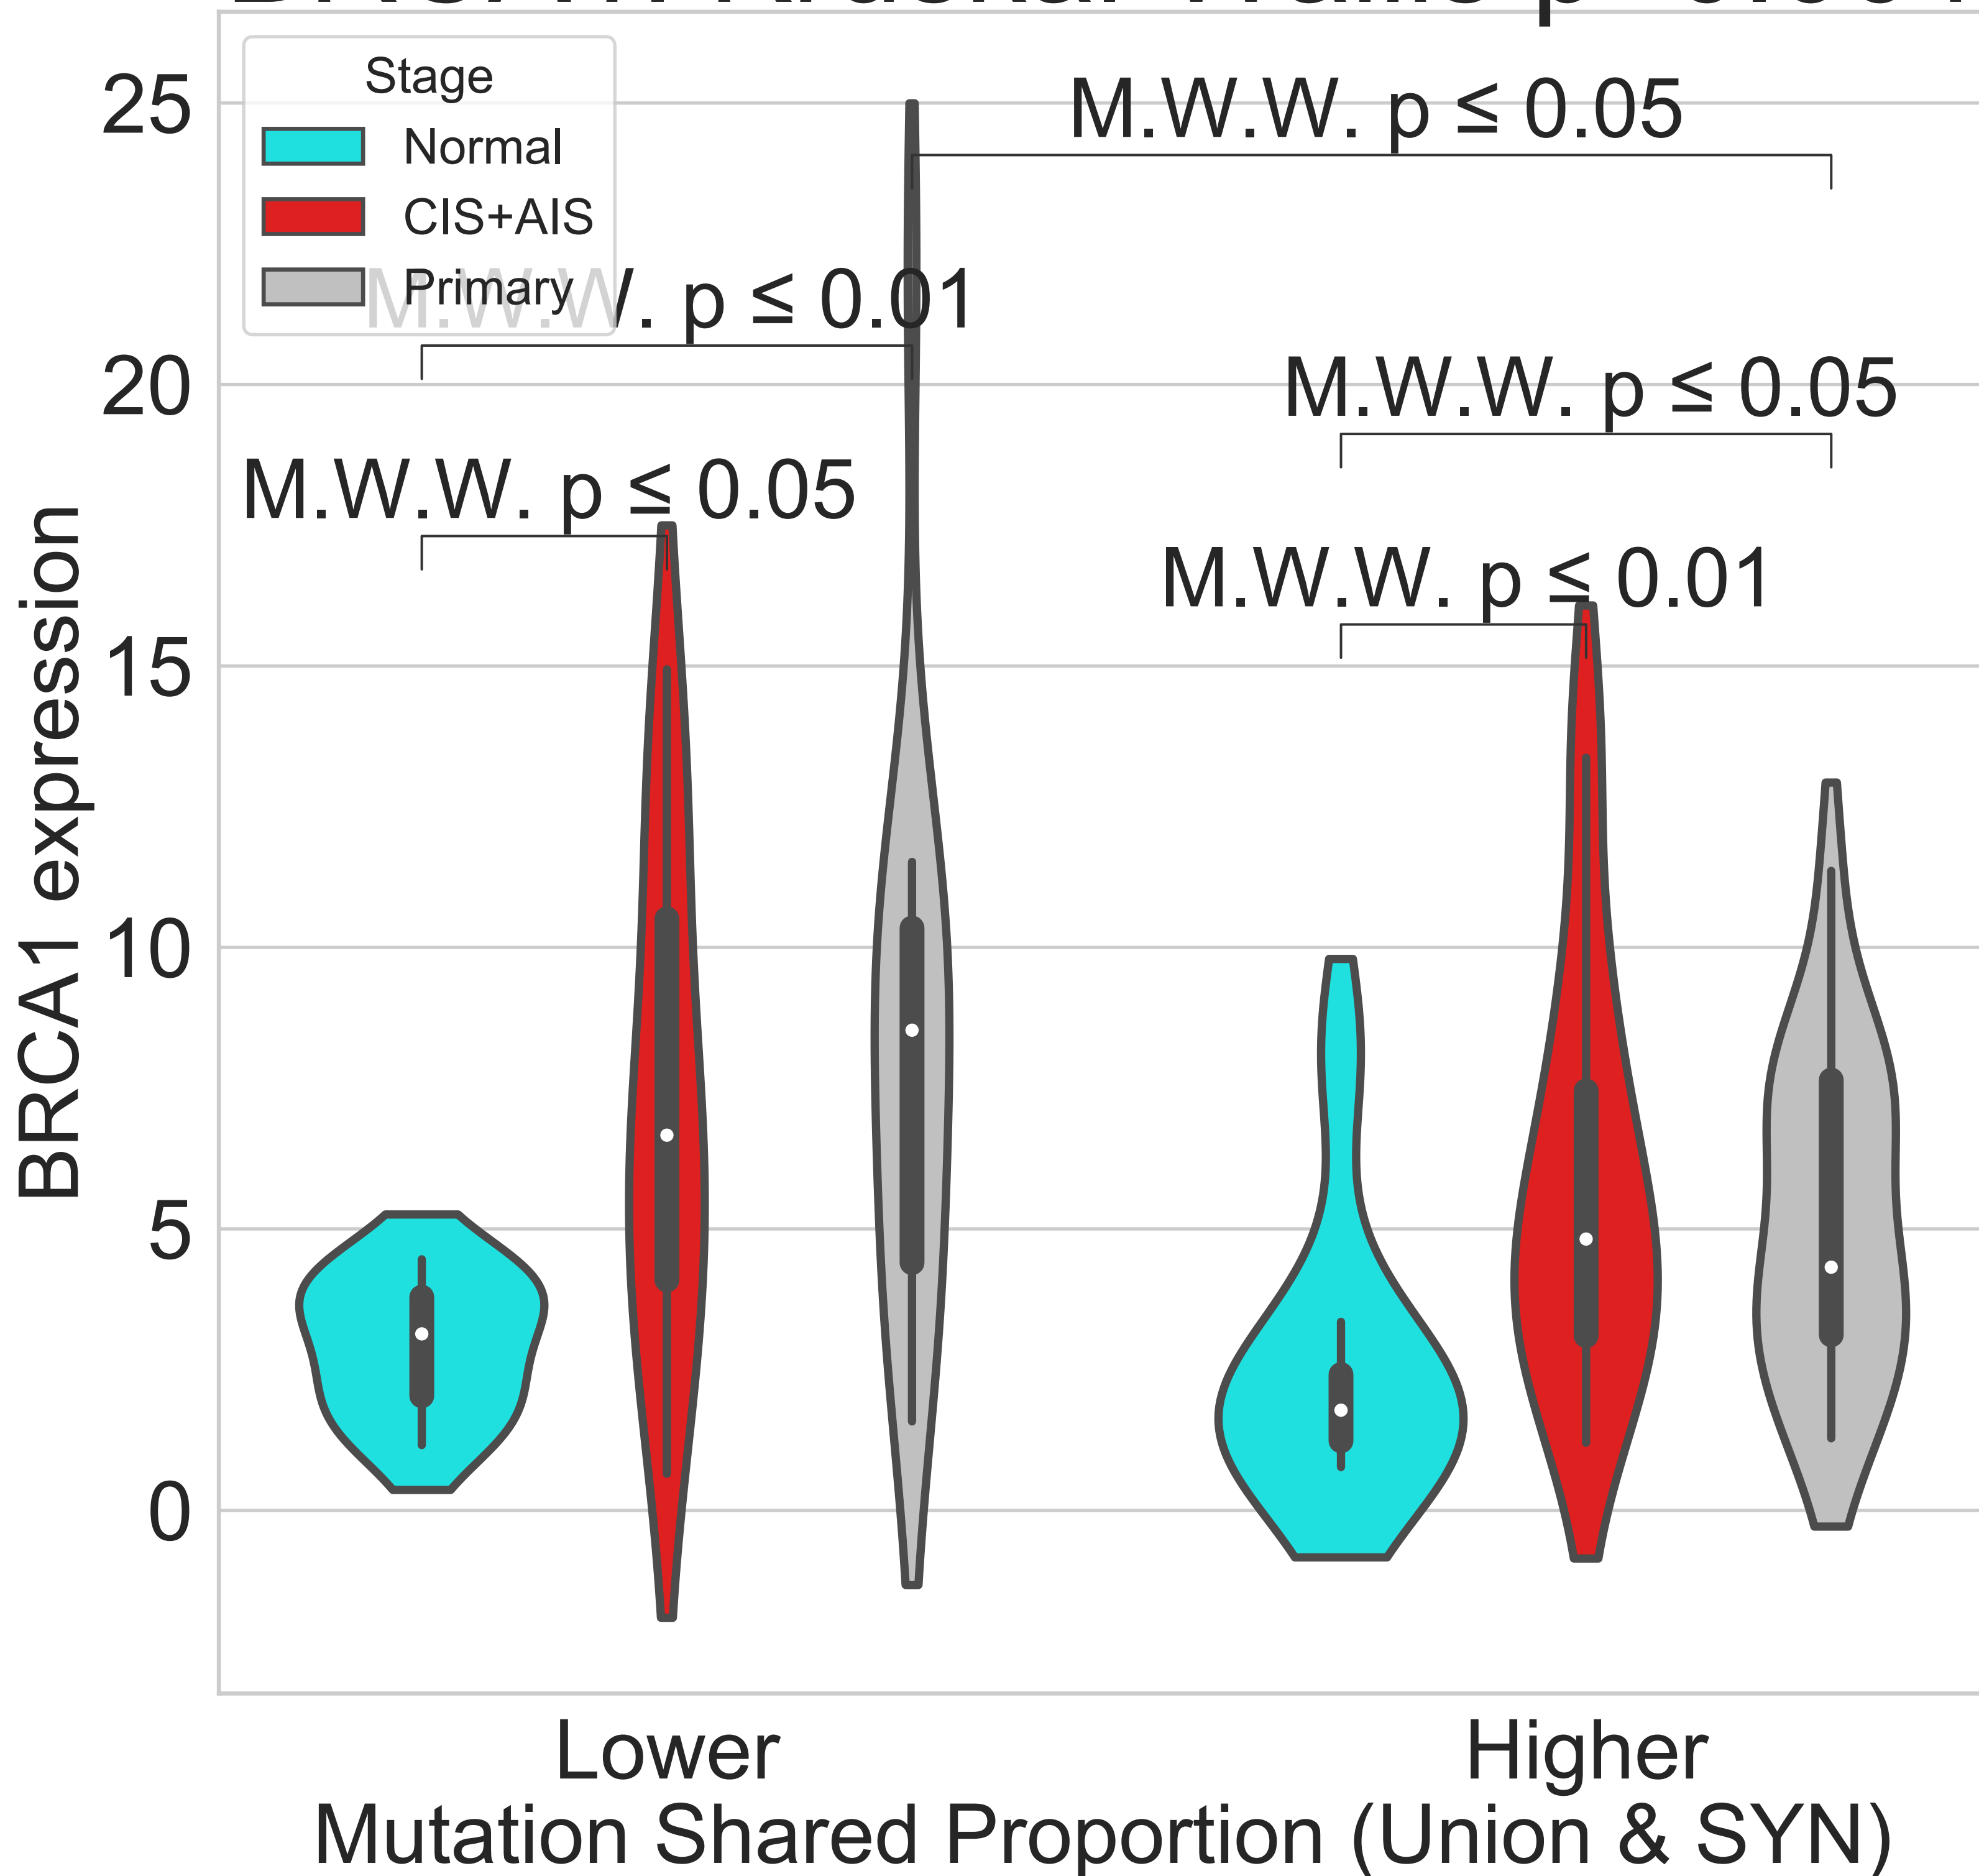 Stage
Normal
CIS+AIS
Primary
M.W.W. p ≤ 0.05
M.W.W. p ≤ 0.01
M.W.W. p ≤ 0.05
M.W.W. p ≤ 0.05
M.W.W. p ≤ 0.01
25
20
15
10
5
0
BRCA1 expression
Lower
Higher
Mutation Shared Proportion (Union & SYN)